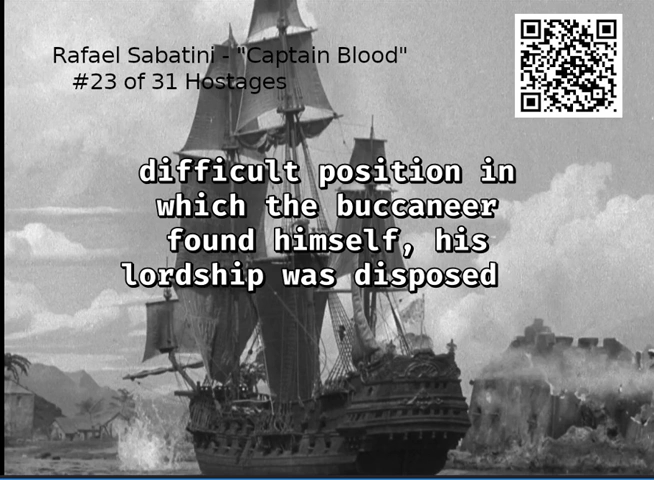 Rafael Sabatini - "Captain Blood"
#23 of 31 Hostages
difficult position in
which the buccaneer
found himself, his
lordship was disposed